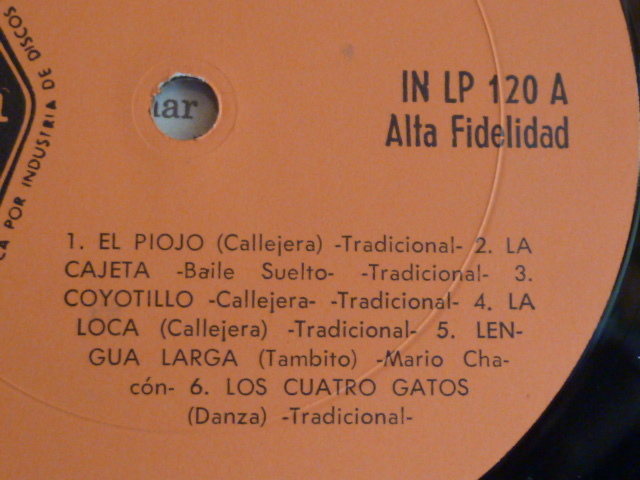 CA POR INDUSTRIA DE DISCOS
ar
IN LP 120 A
Alta Fidelidad
1. EL PIOJO (Callejera) -Tradicional- 2. LA
CAJETA -Baile Suelto- -Tradicional- 3.
COYOTILLO -Callejera- -Tradicional- 4. LA
LOCA (Callejera) -Tradicional- 5. LEN-
GUA LARGA (Tambito) -Mario Cha-
cón- 6. LOS CUATRO GATOS
(Danza) -Tradicional-